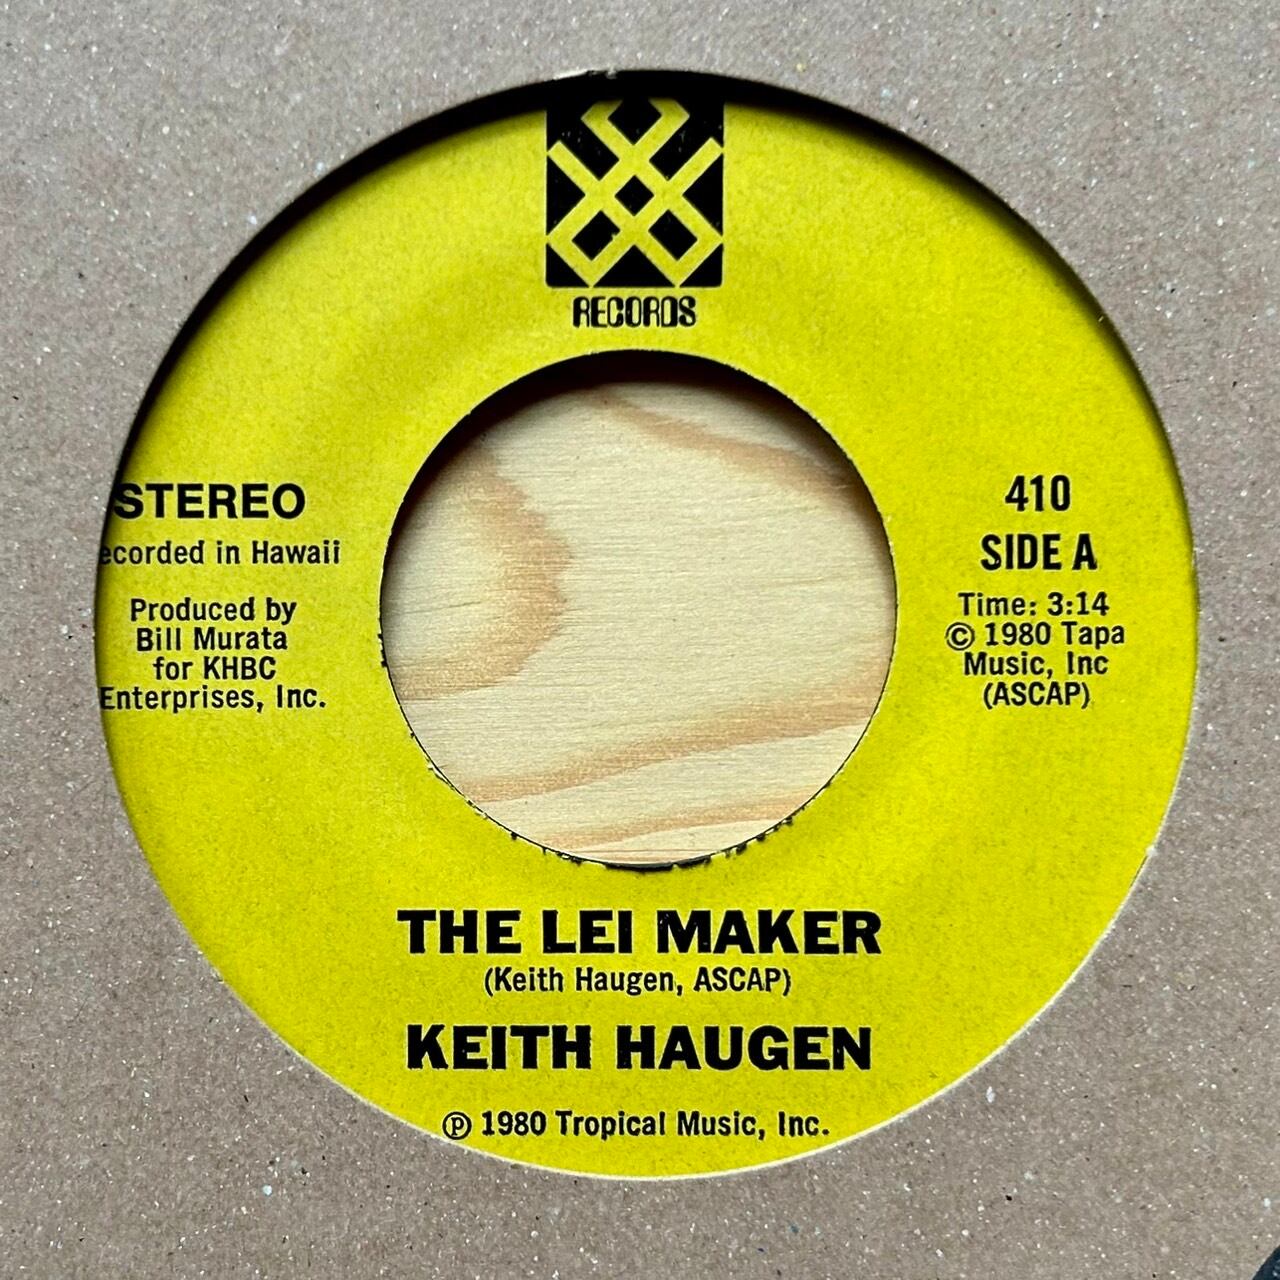 RECORDS
STEREO
ecorded in Hawaii
Produced by
Bill Murata
for KHBC
Enterprises, Inc.
410
SIDE A
Time: 3:14
© 1980 Tapa
Music, Inc
(ASCAP)
THE LEI MAKER
(Keith Haugen, ASCAP)
KEITH HAUGEN
℗ 1980 Tropical Music, Inc.